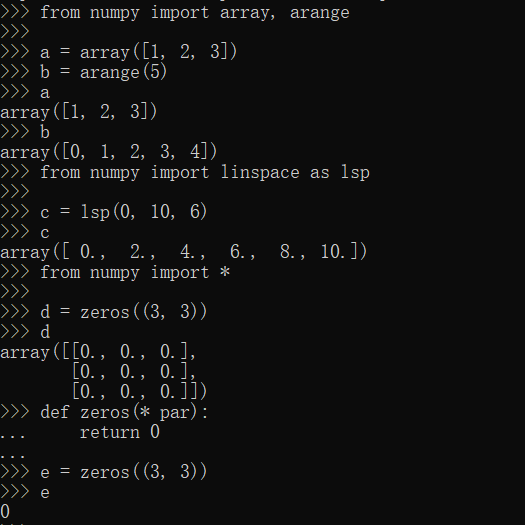 >>> from numpy import array, arange
>>>
>>> a = array([1, 2, 3])
>>> b = arange(5)
>>> a
array([1, 2, 3])
>>> b
array([0, 1, 2, 3, 4])
>>> from numpy import linspace as lsp
>>>
>>> c = lsp(0, 10, 6)
>>> c
array([ 0.,  2.,  4.,  6.,  8., 10.])
>>> from numpy import *
>>>
>>> d = zeros((3, 3))
>>> d
array([[0., 0., 0.],
       [0., 0., 0.],
       [0., 0., 0.]])
>>> def zeros(* par):
...     return 0
...
>>> e = zeros((3, 3))
>>> e
0